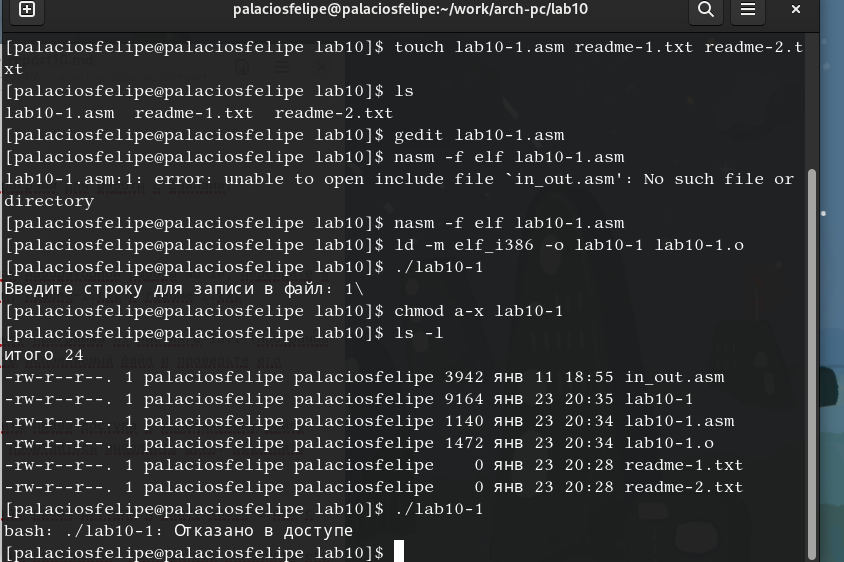 palaciosfelipe@palaciosfelipe:~/work/arch-pc/lab10
[palaciosfelipe@palaciosfelipe lab10]$ touch lab10-1.asm readme-1.txt readme-2.t
xt
[palaciosfelipe@palaciosfelipe lab10]$ ls
lab10-1.asm  readme-1.txt  readme-2.txt
[palaciosfelipe@palaciosfelipe lab10]$ gedit lab10-1.asm
[palaciosfelipe@palaciosfelipe lab10]$ nasm -f elf lab10-1.asm
lab10-1.asm:1: error: unable to open include file `in_out.asm': No such file or
directory
[palaciosfelipe@palaciosfelipe lab10]$ nasm -f elf lab10-1.asm
[palaciosfelipe@palaciosfelipe lab10]$ ld -m elf_i386 -o lab10-1 lab10-1.o
[palaciosfelipe@palaciosfelipe lab10]$ ./lab10-1
Введите строку для записи в файл: 1\
[palaciosfelipe@palaciosfelipe lab10]$ chmod a-x lab10-1
[palaciosfelipe@palaciosfelipe lab10]$ ls -l
итого 24
-rw-r--r--. 1 palaciosfelipe palaciosfelipe 3942 янв 11 18:55 in_out.asm
-rw-r--r--. 1 palaciosfelipe palaciosfelipe 9164 янв 23 20:35 lab10-1
-rw-r--r--. 1 palaciosfelipe palaciosfelipe 1140 янв 23 20:34 lab10-1.asm
-rw-r--r--. 1 palaciosfelipe palaciosfelipe 1472 янв 23 20:34 lab10-1.o
-rw-r--r--. 1 palaciosfelipe palaciosfelipe    0 янв 23 20:28 readme-1.txt
-rw-r--r--. 1 palaciosfelipe palaciosfelipe    0 янв 23 20:28 readme-2.txt
[palaciosfelipe@palaciosfelipe lab10]$ ./lab10-1
bash: ./lab10-1: Отказано в доступе
[palaciosfelipe@palaciosfelipe lab10]$